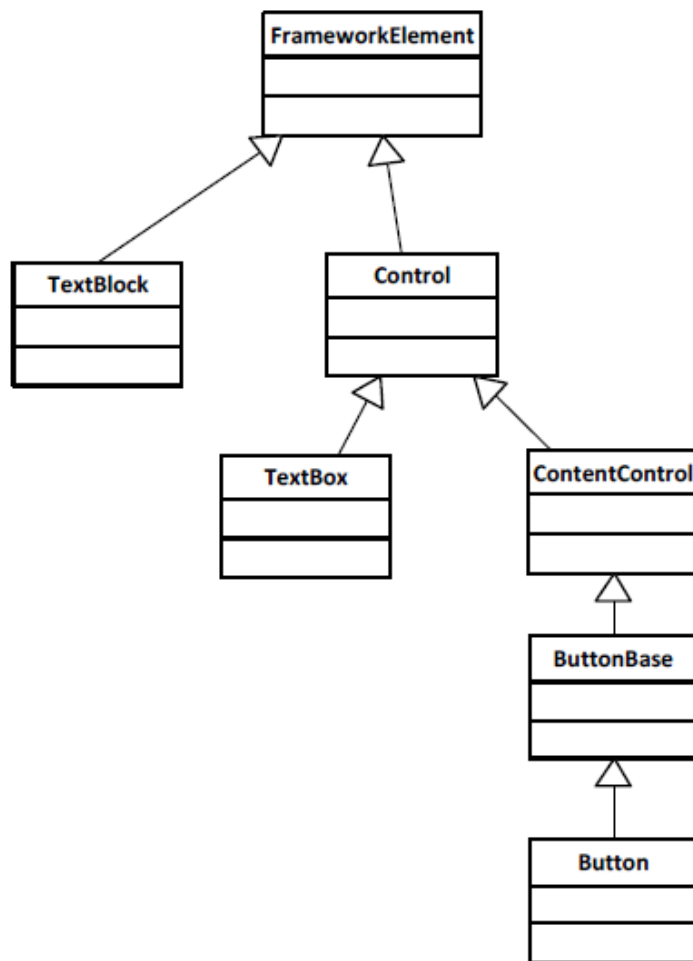 FrameworkElement
TextBlock
Control
TextBox
ContentControl
ButtonBase
Button